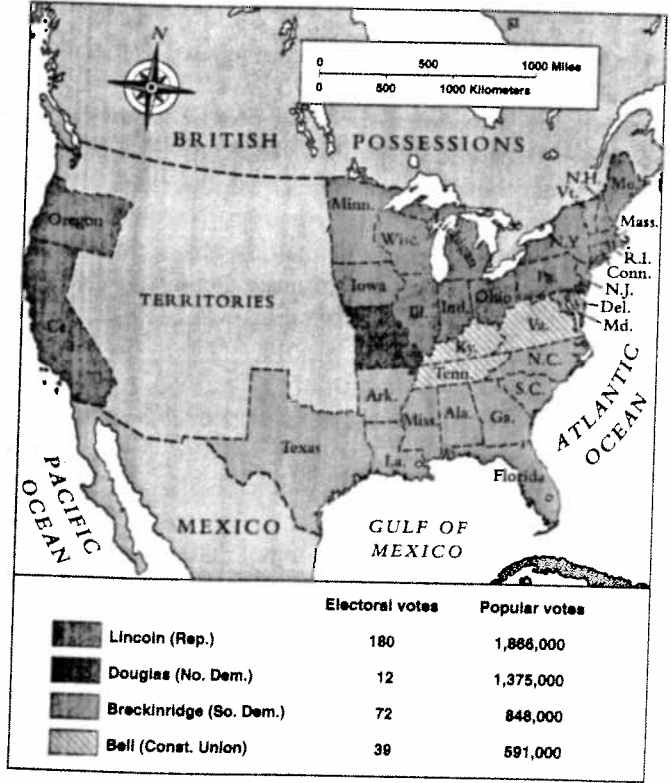 N
0 500 1000 Miles
0 500 1000 Kilometers
BRITISH POSSESSIONS
N.H.
Vt.
Me.
Minn.
Oregon
Mass.
Wisc.
N.Y.
R.I.
Conn.
Iowa
Pa.
N.J.
TERRITORIES
Ill.
Ind.
Ohio
Del.
Ca.
Va.
Md.
Ky.
N.C.
Tenn.
Ark.
S.C.
Miss.
Ala.
Ga.
Texas
La.
Florida
ATLANTIC
OCEAN
PACIFIC
OCEAN
MEXICO
GULF OF
MEXICO
Electoral votes Popular votes
Lincoln (Rep.) 180 1,866,000
Douglas (No. Dem.) 12 1,375,000
Breckinridge (So. Dem.) 72 848,000
Bell (Const. Union) 39 591,000